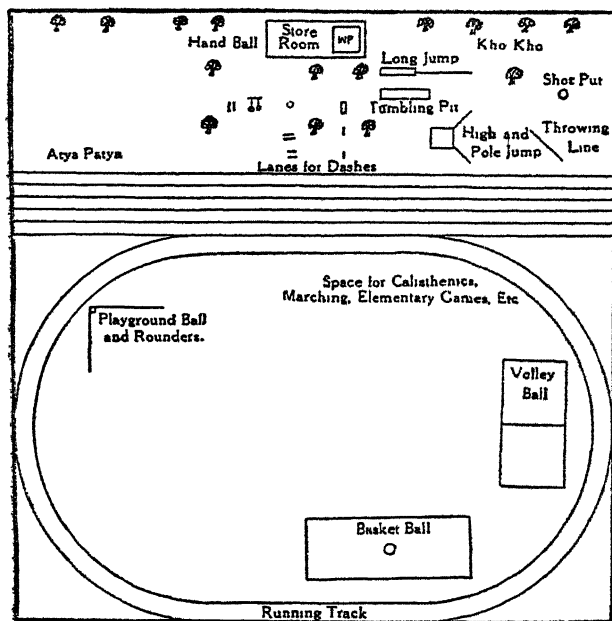 Store
Room
WP
Hand Ball
Kho Kho
Long Jump
Shot Put
Tumbling Pit
High and
Pole Jump
Throwing
Line
Atya Patya
Lanes for Dashes
Space for Calisthenics,
Marching, Elementary Games, Etc
Playground Ball
and Rounders.
Volley
Ball
Basket Ball
Running Track